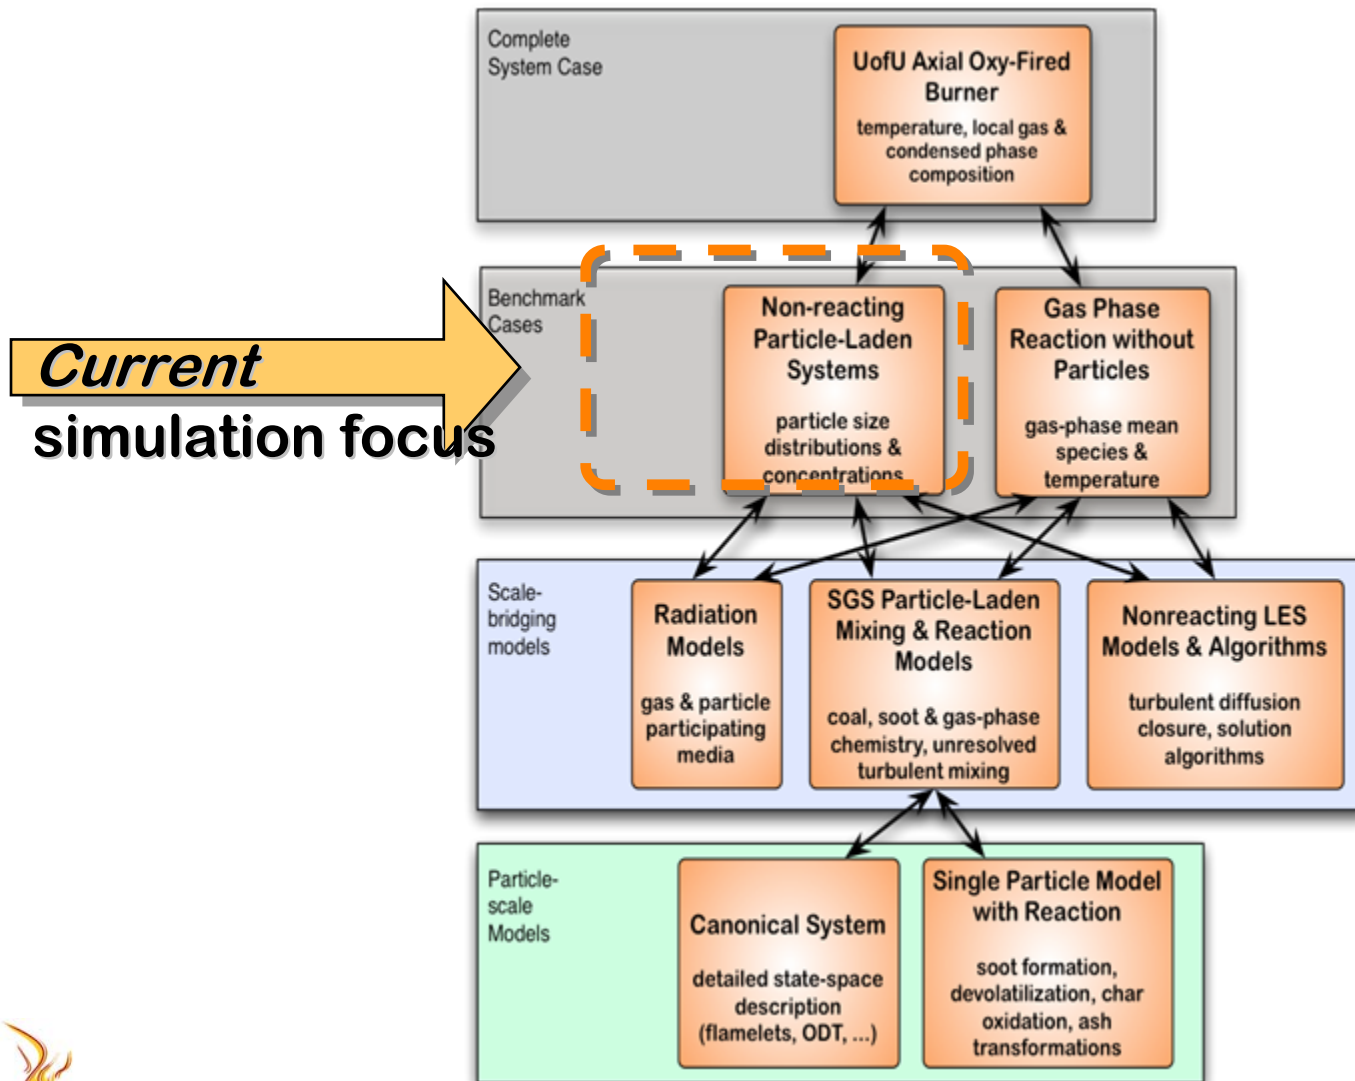 Complete
System Case
UofU Axial Oxy-Fired
Burner
temperature, local gas &
condensed phase
composition
Current
simulation focus
Benchmark
Cases
Non-reacting
Particle-Laden
Systems
particle size
distributions &
concentrations
Gas Phase
Reaction without
Particles
gas-phase mean
species &
temperature
Scale-
bridging
models
Radiation
Models
gas & particle
participating
media
SGS Particle-Laden
Mixing & Reaction
Models
coal, soot & gas-phase
chemistry, unresolved
turbulent mixing
Nonreacting LES
Models & Algorithms
turbulent diffusion
closure, solution
algorithms
Particle-
scale
Models
Canonical System
detailed state-space
description
(flamelets, ODT, ...)
Single Particle Model
with Reaction
soot formation,
devolatilization, char
oxidation, ash
transformations